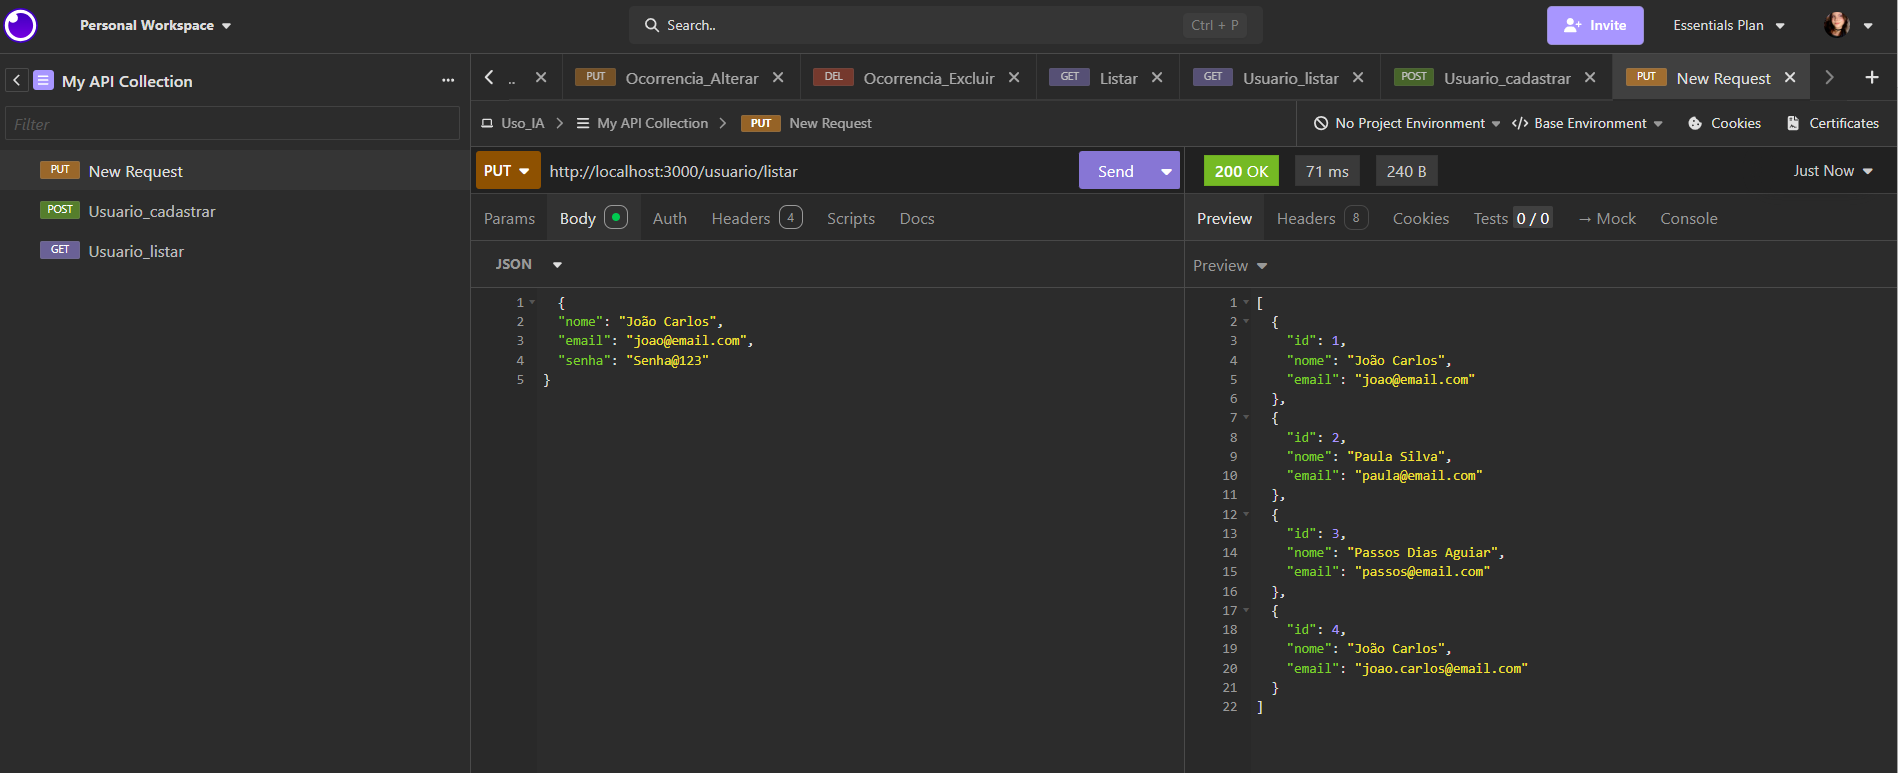 Personal Workspace
Search..
Ctrl + P
Invite
Essentials Plan
My API Collection
..
PUT Ocorrencia_Alterar
DEL Ocorrencia_Excluir
GET Listar
GET Usuario_listar
POST Usuario_cadastrar
PUT New Request
Filter
Uso_IA
My API Collection
PUT New Request
No Project Environment
Base Environment
Cookies
Certificates
PUT New Request
POST Usuario_cadastrar
GET Usuario_listar
PUT http://localhost:3000/usuario/listar
Send
200 OK
71 ms
240 B
Just Now
Params
Body
Auth
Headers 4
Scripts
Docs
Preview
Headers 8
Cookies
Tests 0 / 0
→ Mock
Console
JSON
Preview
1 {
2 "nome": "João Carlos",
3 "email": "joao@email.com",
4 "senha": "Senha@123"
5 }
1 [
2 {
3 "id": 1,
4 "nome": "João Carlos",
5 "email": "joao@email.com"
6 },
7 {
8 "id": 2,
9 "nome": "Paula Silva",
10 "email": "paula@email.com"
11 },
12 {
13 "id": 3,
14 "nome": "Passos Dias Aguiar",
15 "email": "passos@email.com"
16 },
17 {
18 "id": 4,
19 "nome": "João Carlos",
20 "email": "joao.carlos@email.com"
21 }
22 ]